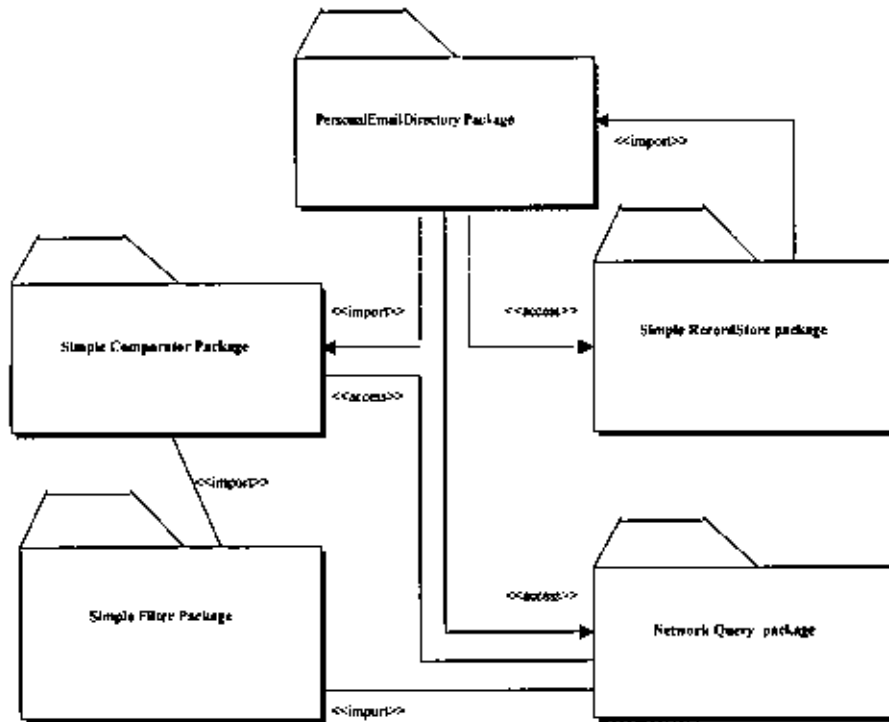 PersonalEmailDirectory Package
<<import>>
<<import>>
<<access>>
Simple RecordStore package
Simple Comparator Package
<<access>>
<<import>>
<<access>>
Simple Filter Package
Network Query package
<<import>>